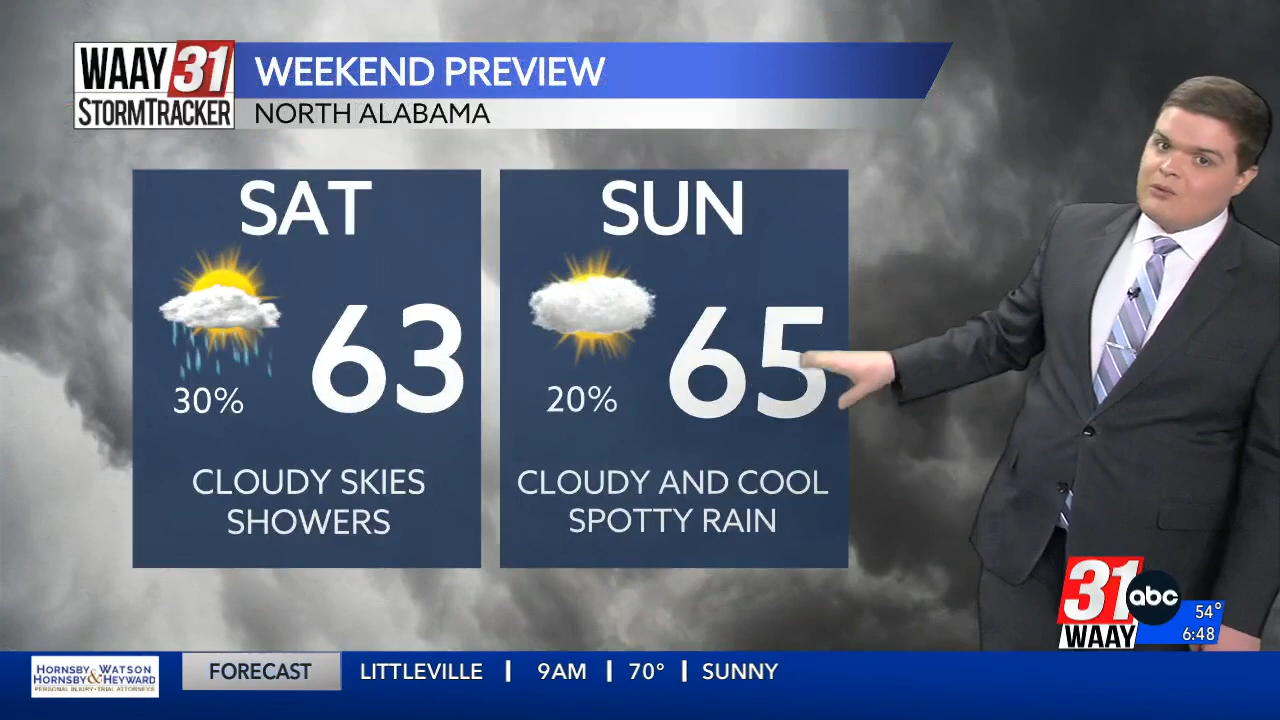 WAAY 31
STORMTRACKER
WEEKEND PREVIEW
NORTH ALABAMA
SAT
63
30%
CLOUDY SKIES
SHOWERS
SUN
65
20%
CLOUDY AND COOL
SPOTTY RAIN
31
abc
WAAY
54°
6:48
HORNSBY WATSON
HORNSBY & HEYWARD
PERSONAL INJURY · TRIAL ATTORNEYS
FORECAST
LITTLEVILLE | 9AM | 70° | SUNNY